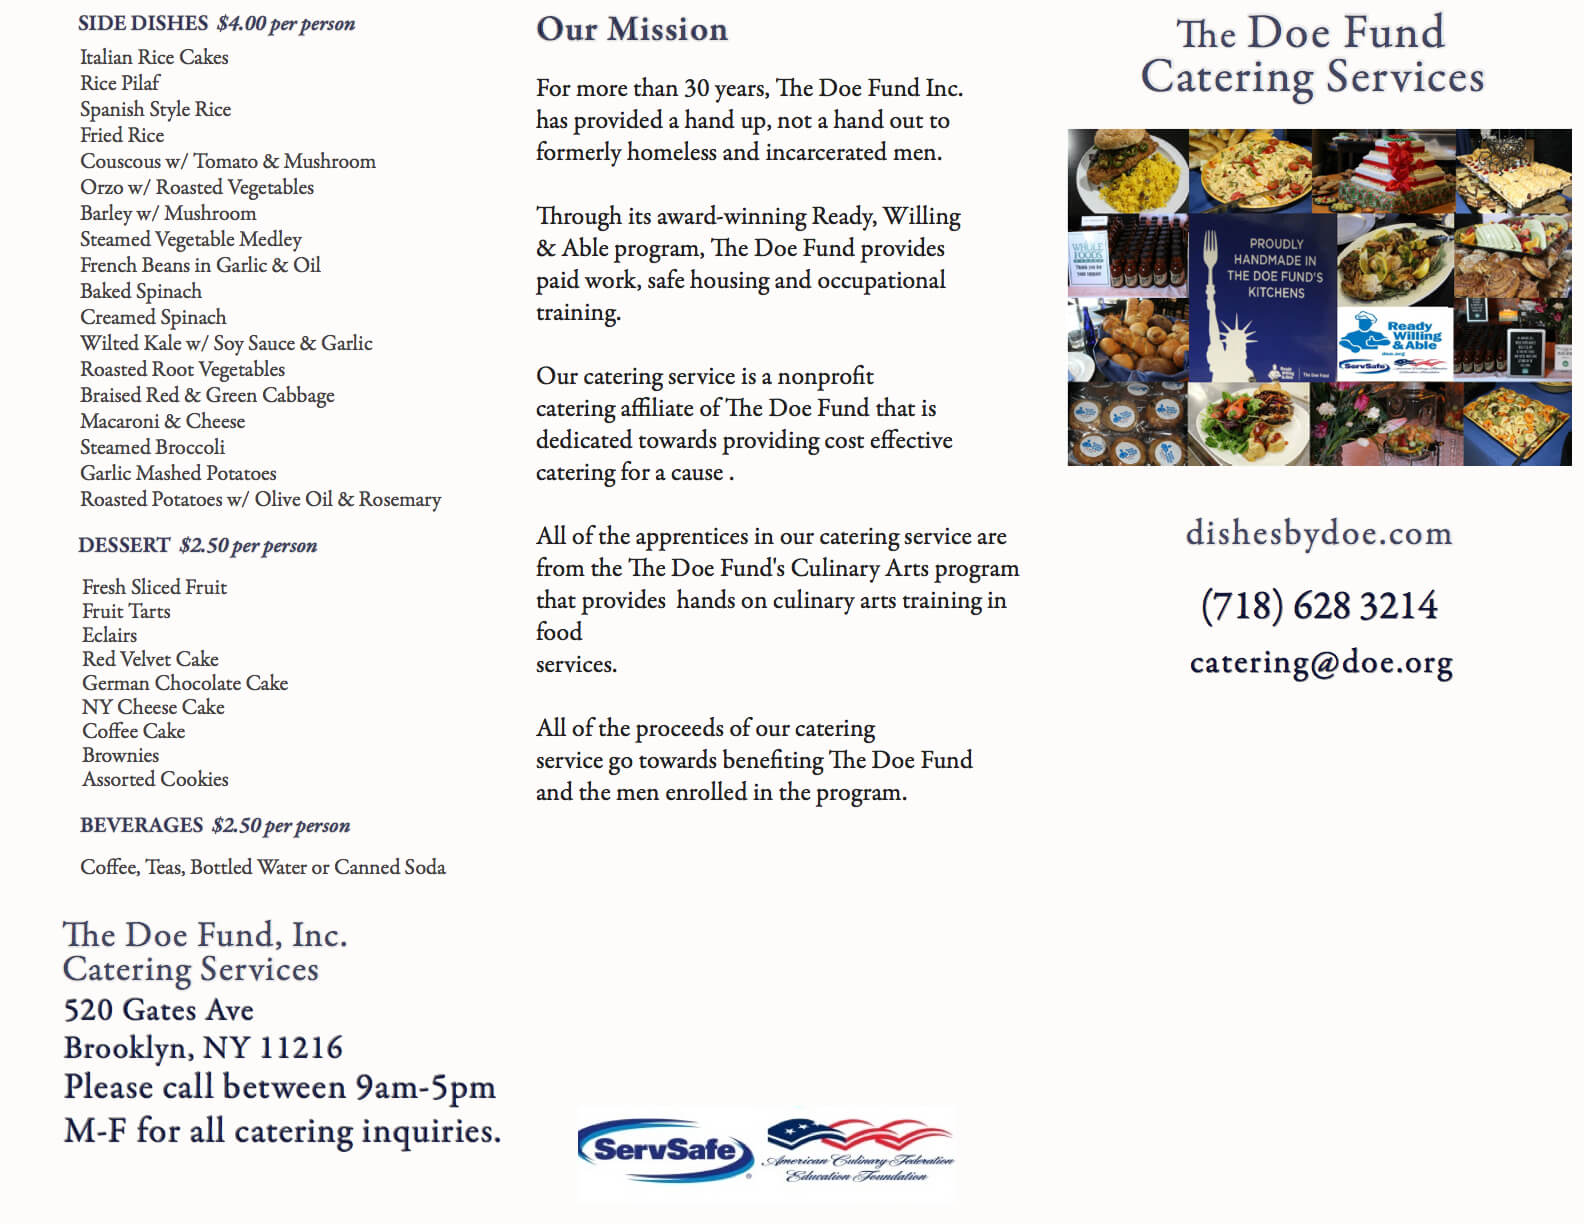 SIDE DISHES $4.00 per person
Italian Rice Cakes
Rice Pilaf
Spanish Style Rice
Fried Rice
Couscous w/ Tomato & Mushroom
Orzo w/ Roasted Vegetables
Barley w/ Mushroom
Steamed Vegetable Medley
French Beans in Garlic & Oil
Baked Spinach
Creamed Spinach
Wilted Kale w/ Soy Sauce & Garlic
Roasted Root Vegetables
Braised Red & Green Cabbage
Macaroni & Cheese
Steamed Broccoli
Garlic Mashed Potatoes
Roasted Potatoes w/ Olive Oil & Rosemary
DESSERT $2.50 per person
Fresh Sliced Fruit
Fruit Tarts
Eclairs
Red Velvet Cake
German Chocolate Cake
NY Cheese Cake
Coffee Cake
Brownies
Assorted Cookies
BEVERAGES $2.50 per person
Coffee, Teas, Bottled Water or Canned Soda
The Doe Fund, Inc.
Catering Services
520 Gates Ave
Brooklyn, NY 11216
Please call between 9am-5pm
M-F for all catering inquiries.
Our Mission
For more than 30 years, The Doe Fund Inc.
has provided a hand up, not a hand out to
formerly homeless and incarcerated men.
Through its award-winning Ready, Willing
& Able program, The Doe Fund provides
paid work, safe housing and occupational
training.
Our catering service is a nonprofit
catering affiliate of The Doe Fund that is
dedicated towards providing cost effective
catering for a cause .
All of the apprentices in our catering service are
from the The Doe Fund's Culinary Arts program
that provides hands on culinary arts training in
food
services.
All of the proceeds of our catering
service go towards benefiting The Doe Fund
and the men enrolled in the program.
ServSafe
American Culinary Federation
Education Foundation
The Doe Fund
Catering Services
WHOLE
FOODS
PROUDLY
HANDMADE IN
THE DOE FUND'S
KITCHENS
Ready
Willing
& Able
doe.org
ServSafe
The Doe Fund
dishesbydoe.com
(718) 628 3214
catering@doe.org